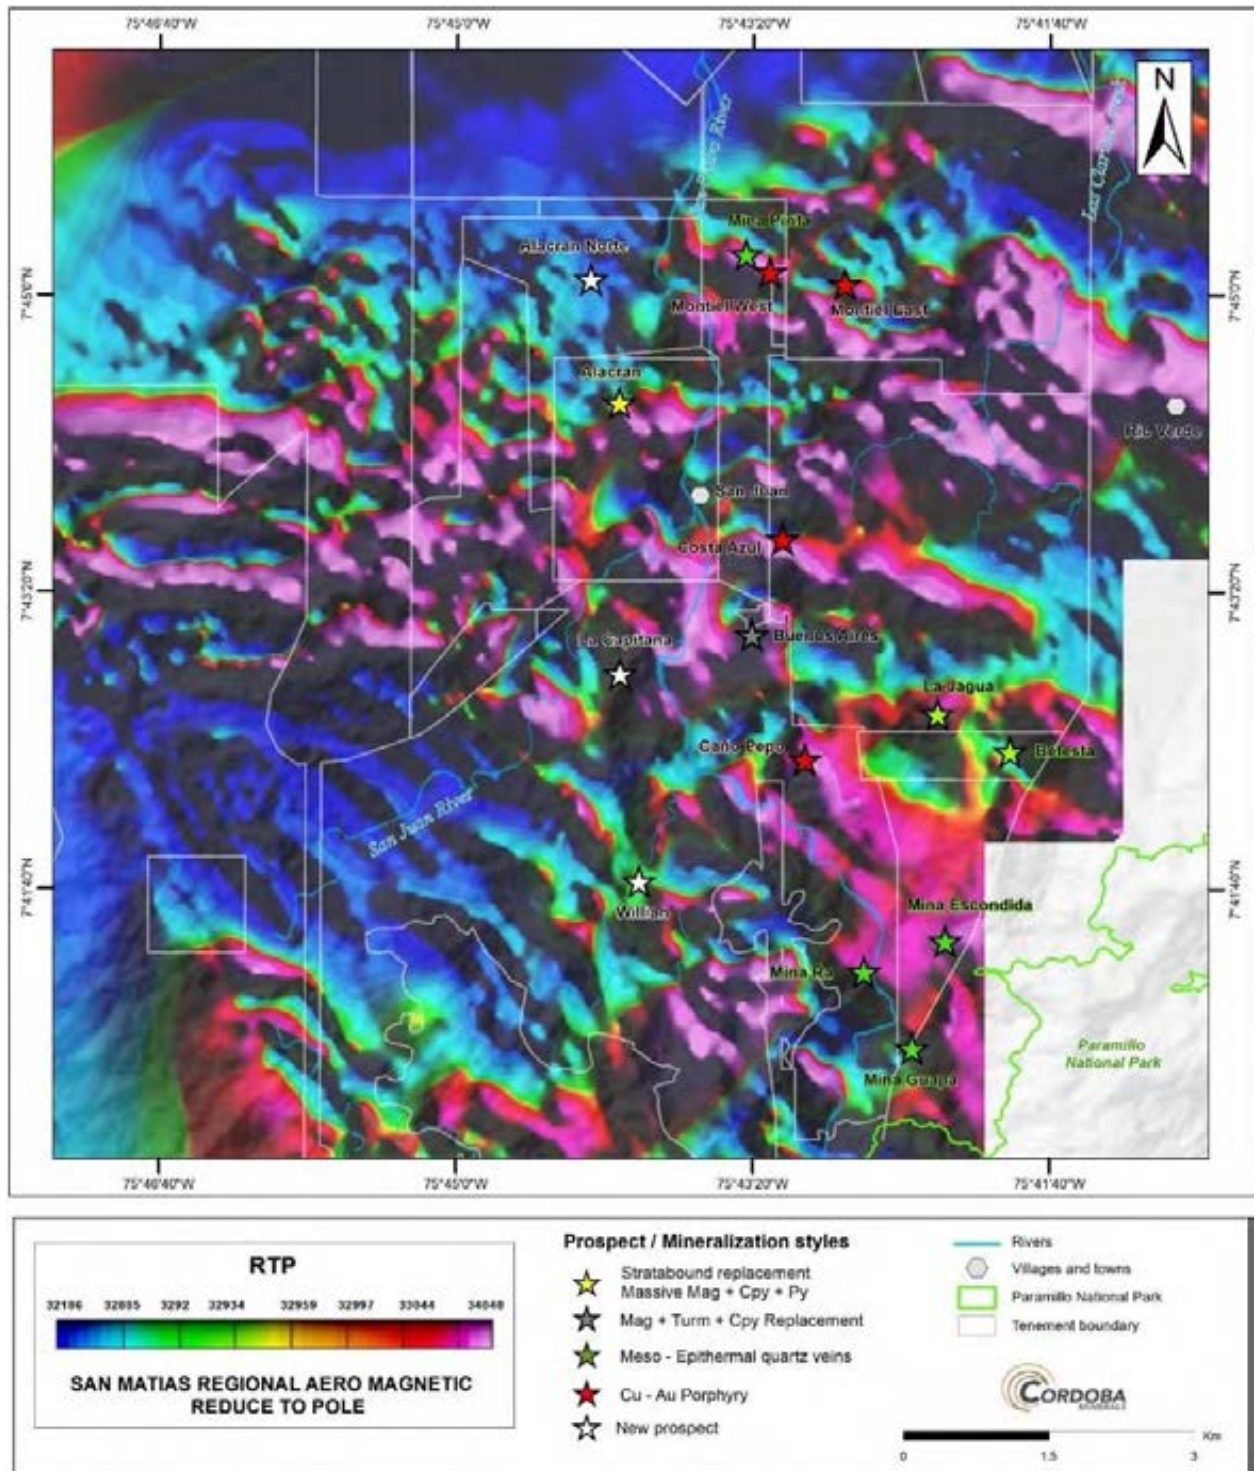 75°46'40"W 75°45'0"W 75°43'20"W 75°41'40"W
N
Mina Pirita
Alacran Norte
7°45'0"N
7°45'0"N
Montiel West
Montiel East
Alacran
Rio Verde
San Juan
Costa Azul
7°43'20"N
7°43'20"N
La Capitana
Buenos Aires
La Jagua
Caño Pepo
Betesta
San Juan River
7°41'40"N
7°41'40"N
Willian
Mina Escondida
Mina Ra
Paramillo
National Park
Mina Guapa
75°46'40"W 75°45'0"W 75°43'20"W 75°41'40"W
RTP
32186 32885 3292 32934 32959 32997 33044 34048
SAN MATIAS REGIONAL AERO MAGNETIC
REDUCE TO POLE
Prospect / Mineralization styles
Stratabound replacement
Massive Mag + Cpy + Py
Mag + Turm + Cpy Replacement
Meso - Epithermal quartz veins
Cu - Au Porphyry
New prospect
Rivers
Villages and towns
Paramillo National Park
Tenement boundary
CORDOBA
MINERALS
Km
0 1.5 3